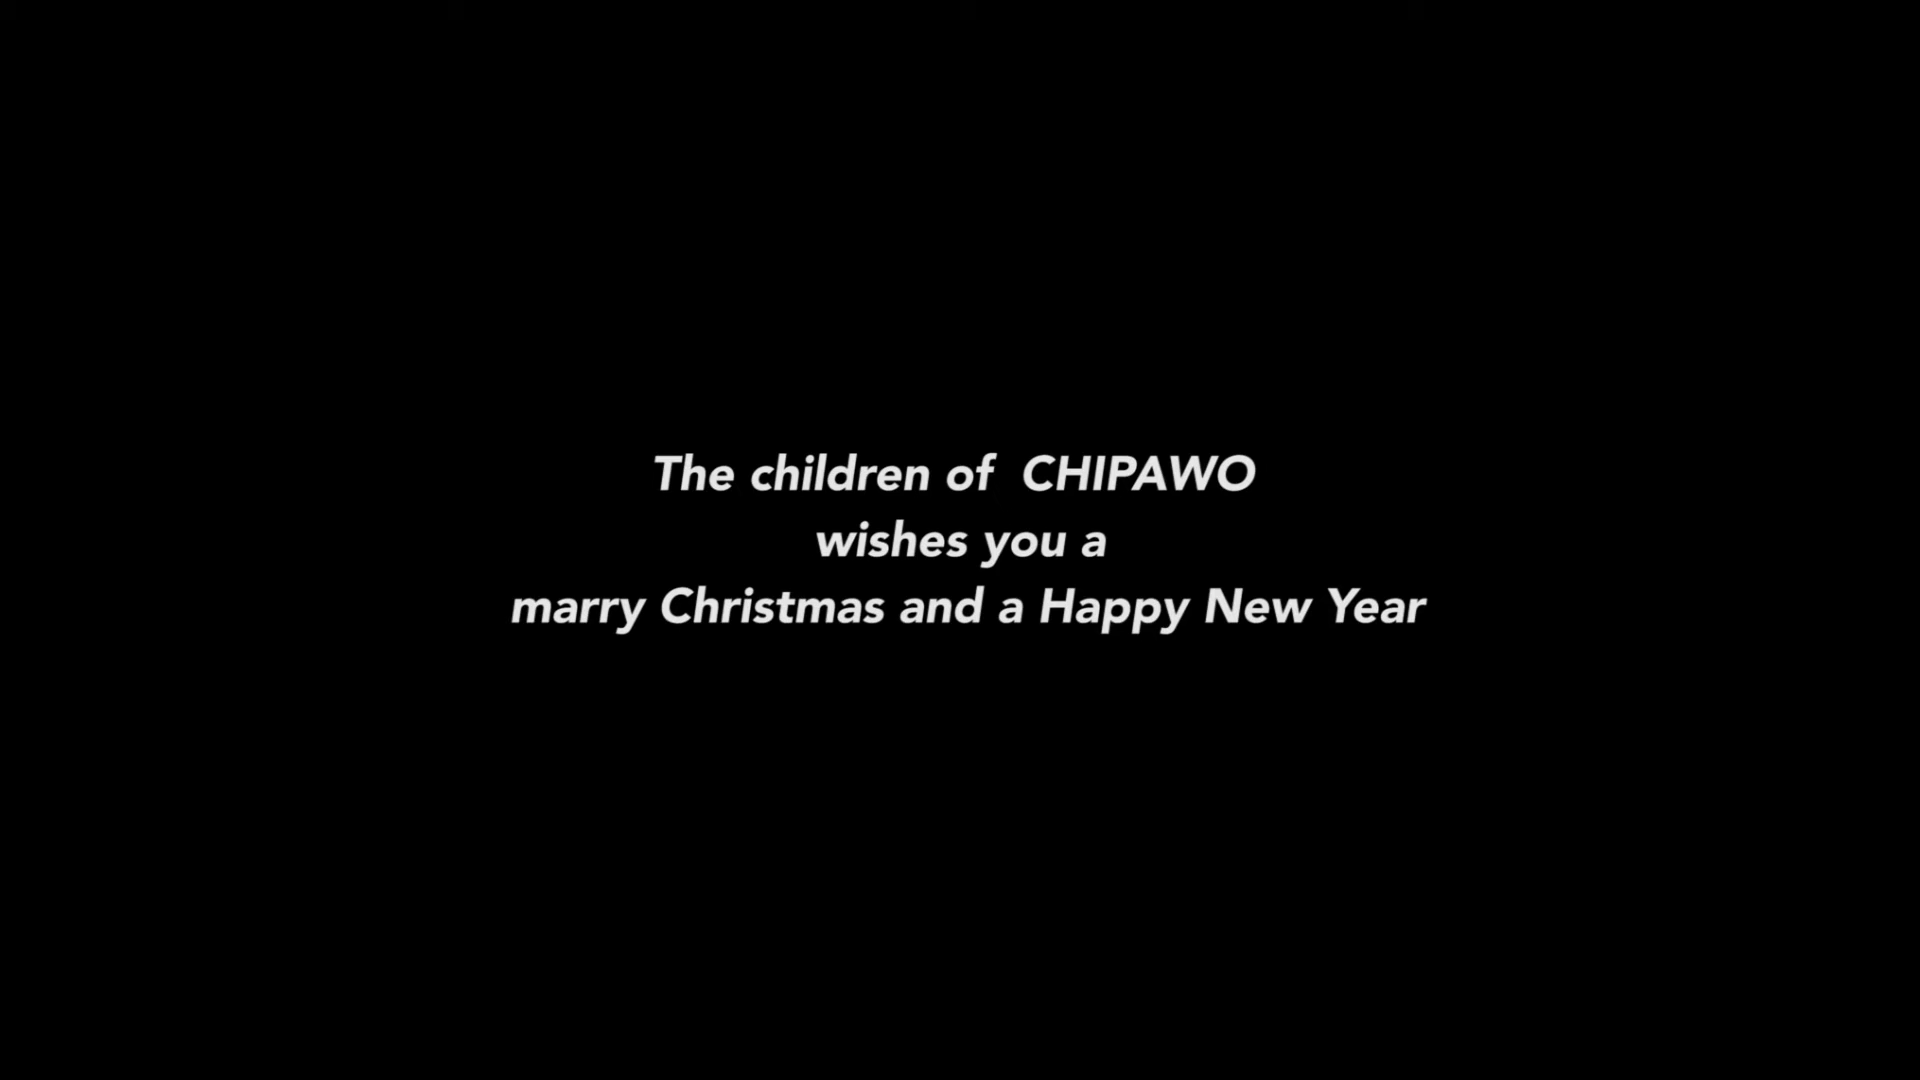 The children of CHIPAWO
wishes you a
marry Christmas and a Happy New Year